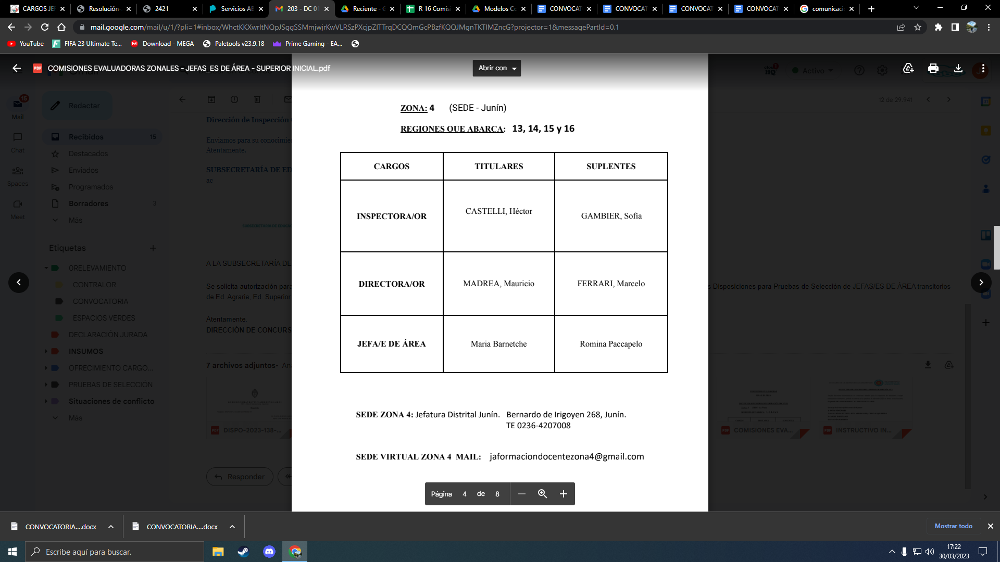 CARGOS JE
Resolución-
2421
Servicios AB
203 - DC 01
Reciente - G
R 16 Comis
Modelos Co
CONVOCAT
CONVOCAT
CONVOCAT
CONVOCAT
comunicaci
mail.google.com/mail/u/1/?pli=1#inbox/WhctKKXwrItNQpJSggSSMmjwjrKwVLRSzPXcjpZlTTrqDCQQmGcPBzfKQQJMgnTKTlMZncG?projector=1&messagePartId=0.1
YouTube
FIFA 23 Ultimate Te...
Download - MEGA
Paletools v23.9.18
Prime Gaming - EA...
COMISIONES EVALUADORAS ZONALES - JEFAS_ES DE ÁREA - SUPERIOR INICIAL.pdf
Abrir con
Activo
15
Mail
Chat
Spaces
Meet
Redactar
Recibidos 15
Destacados
Enviados
Programados
Borradores 3
Más
Etiquetas
0RELEVAMIENTO
CONTRALOR
CONVOCATORIA
ESPACIOS VERDES
DECLARACIÓN JURADA
INSUMOS
OFRECIMIENTO CARGO...
PRUEBAS DE SELECCIÓN
Situaciones de conflicto
Más
12 de 29.941
Dirección de Inspección
Enviamos para su conocimie
Atentamente.
SUBSECRETARÍA DE ED
ac
A LA SUBSECRETARÍA DE
Se solicita autorización para
s Disposiciones para Pruebas de Selección de JEFAS/ES DE ÁREA transitorios
de Ed. Agraria, Ed. Superior
Atentamente.
DIRECCIÓN DE CONCURS
7 archivos adjuntos
DISPO-2023-138-...
COMISIONES EVA...
INSTRUCTIVO IN...
Responder
ZONA: 4 (SEDE - Junín)
REGIONES QUE ABARCA: 13, 14, 15 y 16
CARGOS TITULARES SUPLENTES
INSPECTORA/OR CASTELLI, Héctor GAMBIER, Sofía
DIRECTORA/OR MADREA, Mauricio FERRARI, Marcelo
JEFA/E DE ÁREA Maria Barnetche Romina Paccapelo
SEDE ZONA 4: Jefatura Distrital Junín. Bernardo de Irigoyen 268, Junín.
TE 0236-4207008
SEDE VIRTUAL ZONA 4 MAIL: jaformaciondocentezona4@gmail.com
Página 4 de 8
CONVOCATORIA....docx
CONVOCATORIA....docx
Mostrar todo
Escribe aquí para buscar.
17:22
30/03/2023